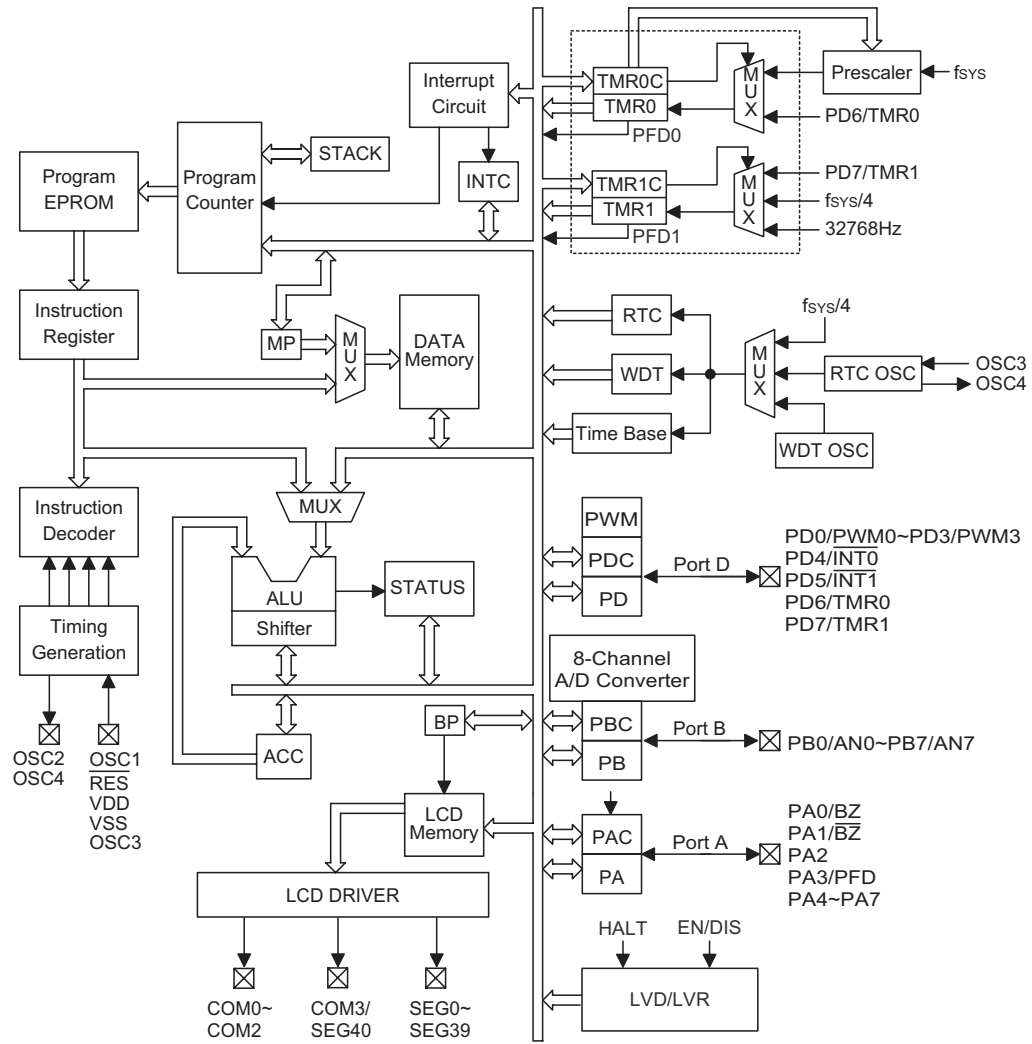 Interrupt
Circuit
TMR0C
TMR0
MUX
Prescaler
fSYS
PD6/TMR0
PFD0
STACK
INTC
Program
EPROM
Program
Counter
TMR1C
TMR1
MUX
PD7/TMR1
fSYS/4
32768Hz
PFD1
Instruction
Register
MP
MUX
DATA
Memory
RTC
WDT
Time Base
MUX
fSYS/4
RTC OSC
OSC3
OSC4
WDT OSC
MUX
Instruction
Decoder
ALU
Shifter
STATUS
PWM
PDC
PD
Port D
PD0/PWM0~PD3/PWM3
PD4/I̅N̅T̅0̅
PD5/I̅N̅T̅1̅
PD6/TMR0
PD7/TMR1
Timing
Generation
OSC2
OSC4
OSC1
R̅E̅S̅
VDD
VSS
OSC3
ACC
BP
8-Channel
A/D Converter
PBC
PB
Port B
PB0/AN0~PB7/AN7
LCD
Memory
PAC
PA
Port A
PA0/BZ
PA1/B̅Z̅
PA2
PA3/PFD
PA4~PA7
LCD DRIVER
COM0~
COM2
COM3/
SEG40
SEG0~
SEG39
HALT
EN/DIS
LVD/LVR